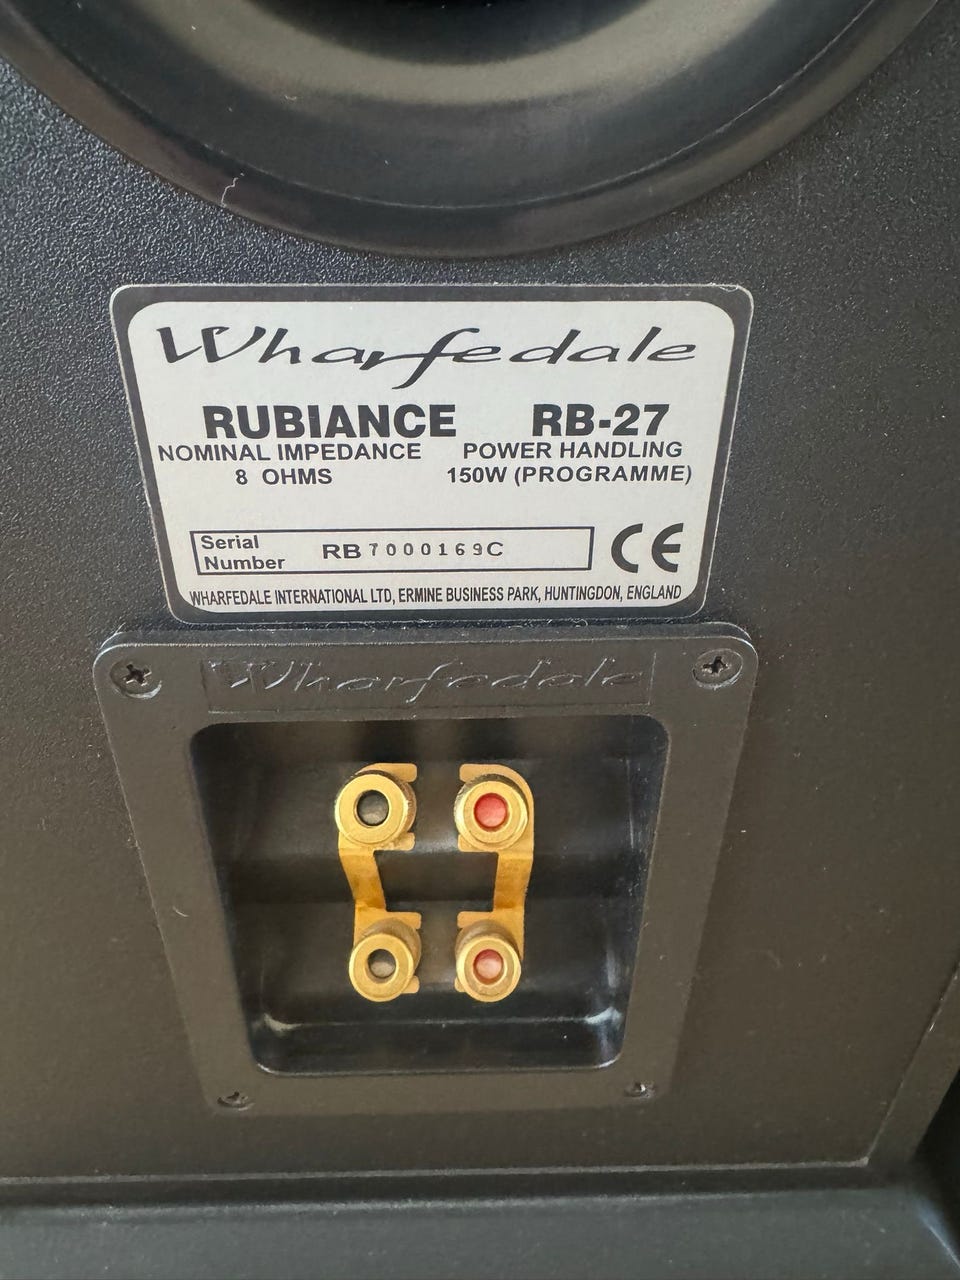 Wharfedale
RUBIANCE RB-27
NOMINAL IMPEDANCE POWER HANDLING
8 OHMS 150W (PROGRAMME)
Serial
Number RB7000169C CE
WHARFEDALE INTERNATIONAL LTD, ERMINE BUSINESS PARK, HUNTINGDON, ENGLAND
Wharfedale